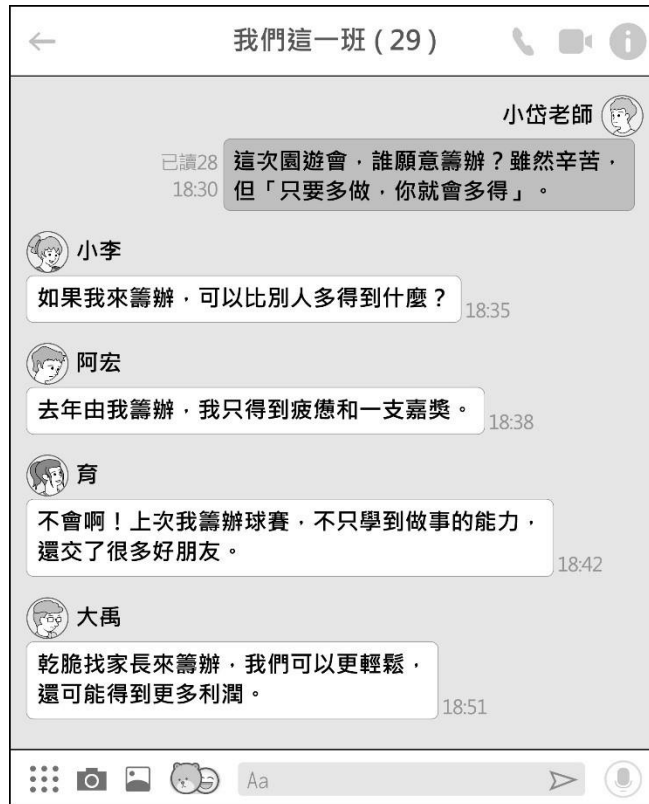 我們這一班 ( 29 )
小岱老師
已讀28
18:30
這次園遊會，誰願意籌辦？雖然辛苦，
但「只要多做，你就會多得」。
小李
如果我來籌辦，可以比別人多得到什麼？
18:35
阿宏
去年由我籌辦，我只得到疲憊和一支嘉獎。
18:38
育
不會啊！上次我籌辦球賽，不只學到做事的能力，
還交了很多好朋友。
18:42
大禹
乾脆找家長來籌辦，我們可以更輕鬆，
還可能得到更多利潤。
18:51
Aa